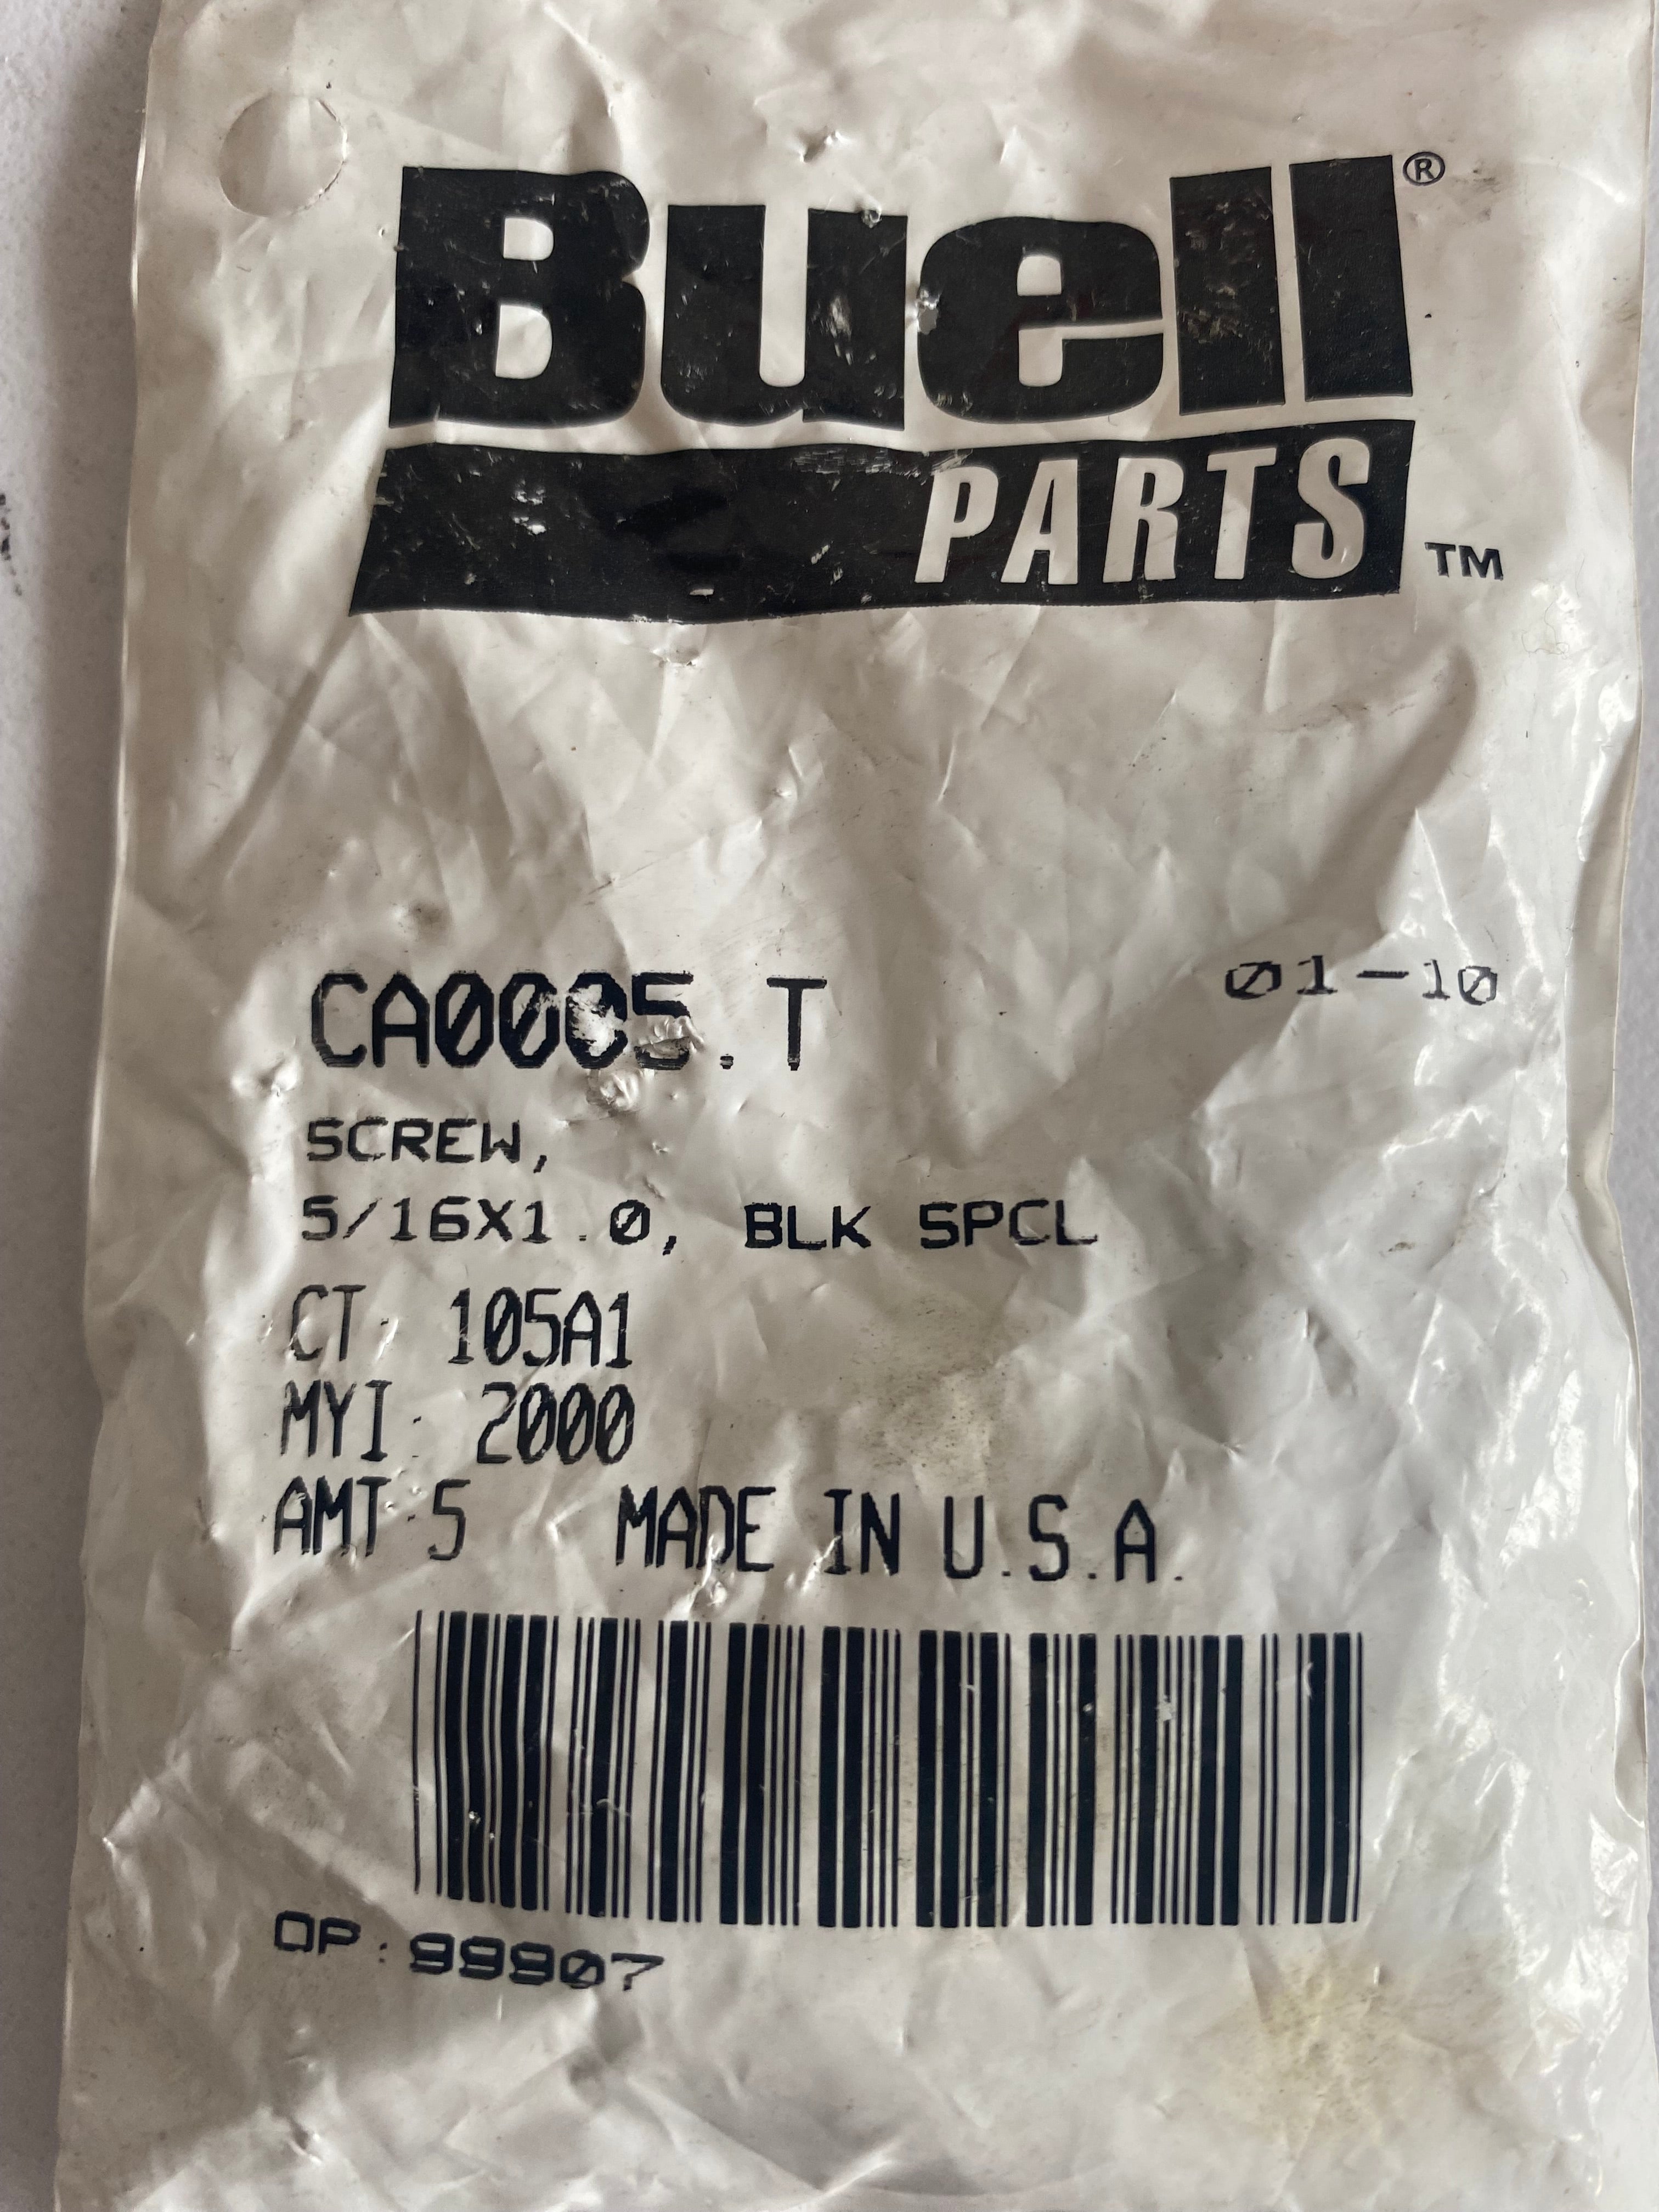 Buell®
PARTS™
CA0005.T 01-10
SCREW,
5/16X1.0, BLK SPCL
CT: 105A1
MYI: 2000
AMT:5 MADE IN U.S.A.
OP:99907